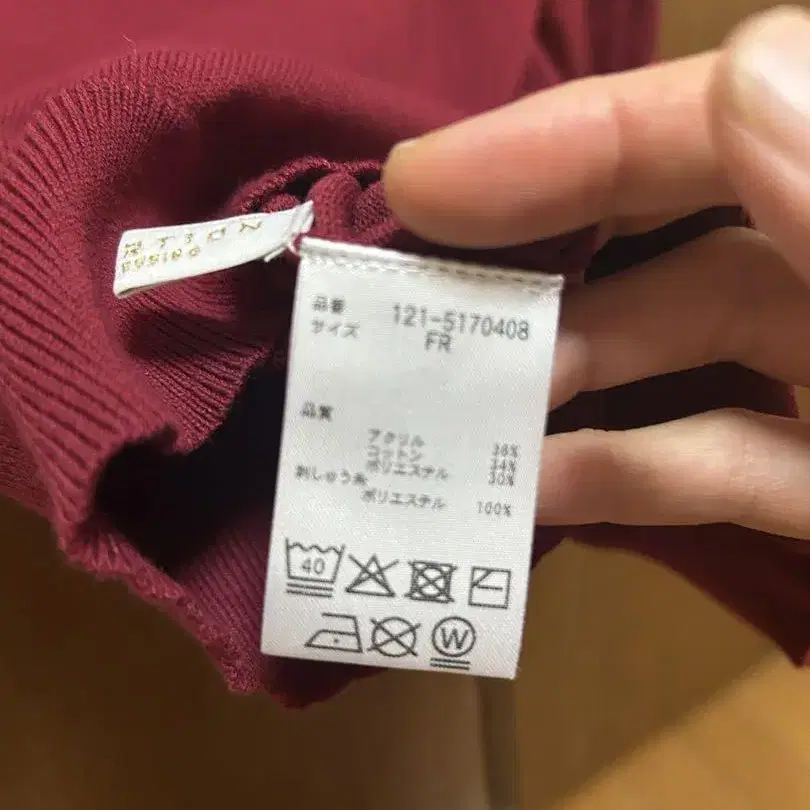 品番 121-5170408
サイズ FR
品質
アクリル 36%
コットン 34%
ポリエステル 30%
刺しゅう糸
ポリエステル 100%
40
W